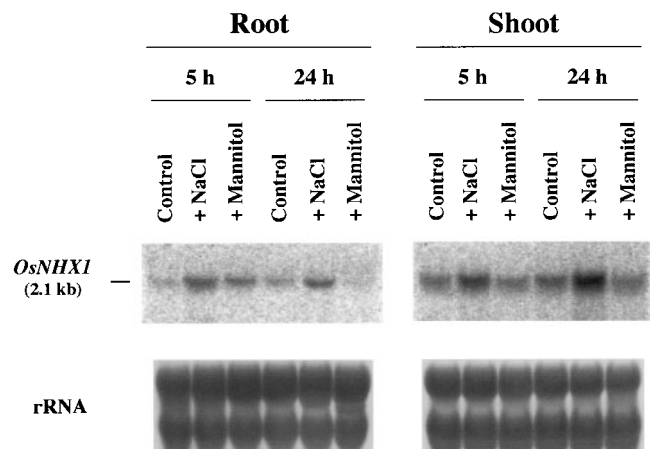 Root Shoot
5 h 24 h 5 h 24 h
Control + NaCl + Mannitol Control + NaCl + Mannitol Control + NaCl + Mannitol Control + NaCl + Mannitol
OsNHX1
(2.1 kb)
rRNA